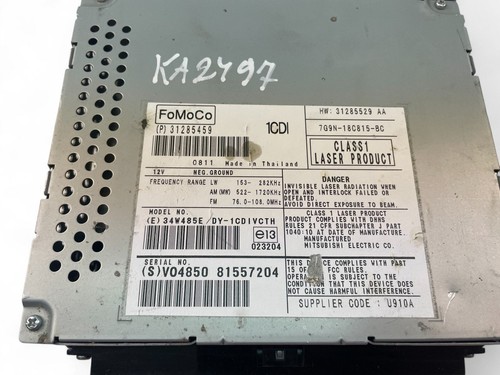 KA2497
FoMoCo
(P) 31285459
1CDI
0811 Made in Thailand
12V NEG.GROUND
FREQUENCY RANGE LW 153- 282KHz
AM(MW) 522- 1720KHz
FM 76.0-108.0MHz
MODEL NO.
(E)34W485E/DY-1CDIVCTH
e13
023204
SERIAL NO.
(S)V04850 81557204
HW: 31285529 AA
7G9N-18C815-BC
CLASS1
LASER PRODUCT
DANGER
INVISIBLE LASER RADIATION WHEN
OPEN AND INTERLOCK FAILED OR
DEFEATED.
AVOID DIRECT EXPOSURE TO BEAM.
CLASS 1 LASER PRODUCT
THIS PRODUCT COMPLIES WITH DHHS
RULES 21 CFR SUBCHAPTER J PART
1040:10 AT DATE OF MANUFACTURE.
MANUFACTURE:
MITSUBISHI ELECTRIC CO.
THIS DEVICE COMPLIES WITH PART
15 OF FCC RULES.
OPERATION IS SUBJECT TO THE
CONDITION THAT THIS DEVICE DOES
NOT CAUSE HARMFUL INTERFERENCE.
SUPPLIER CODE : U910A